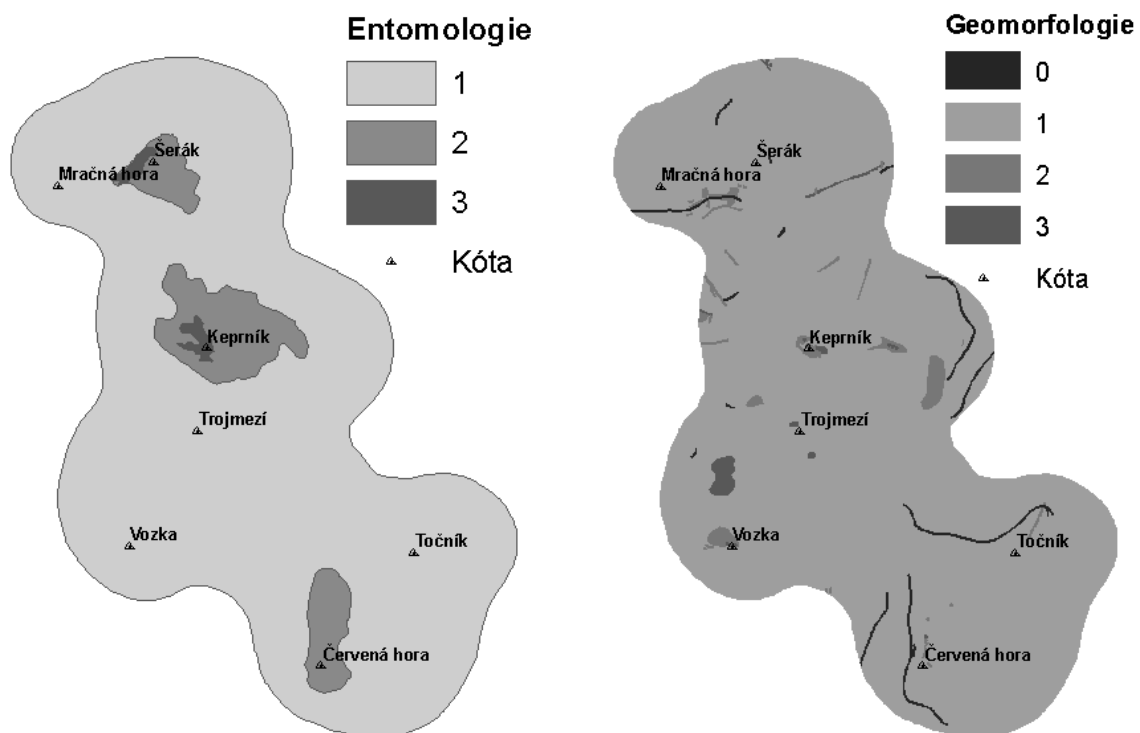 Entomologie
1
2
3
Kóta
Šerák
Mračná hora
Keprník
Trojmezí
Vozka
Točník
Červená hora
Geomorfologie
0
1
2
3
Kóta
Šerák
Mračná hora
Keprník
Trojmezí
Vozka
Točník
Červená hora